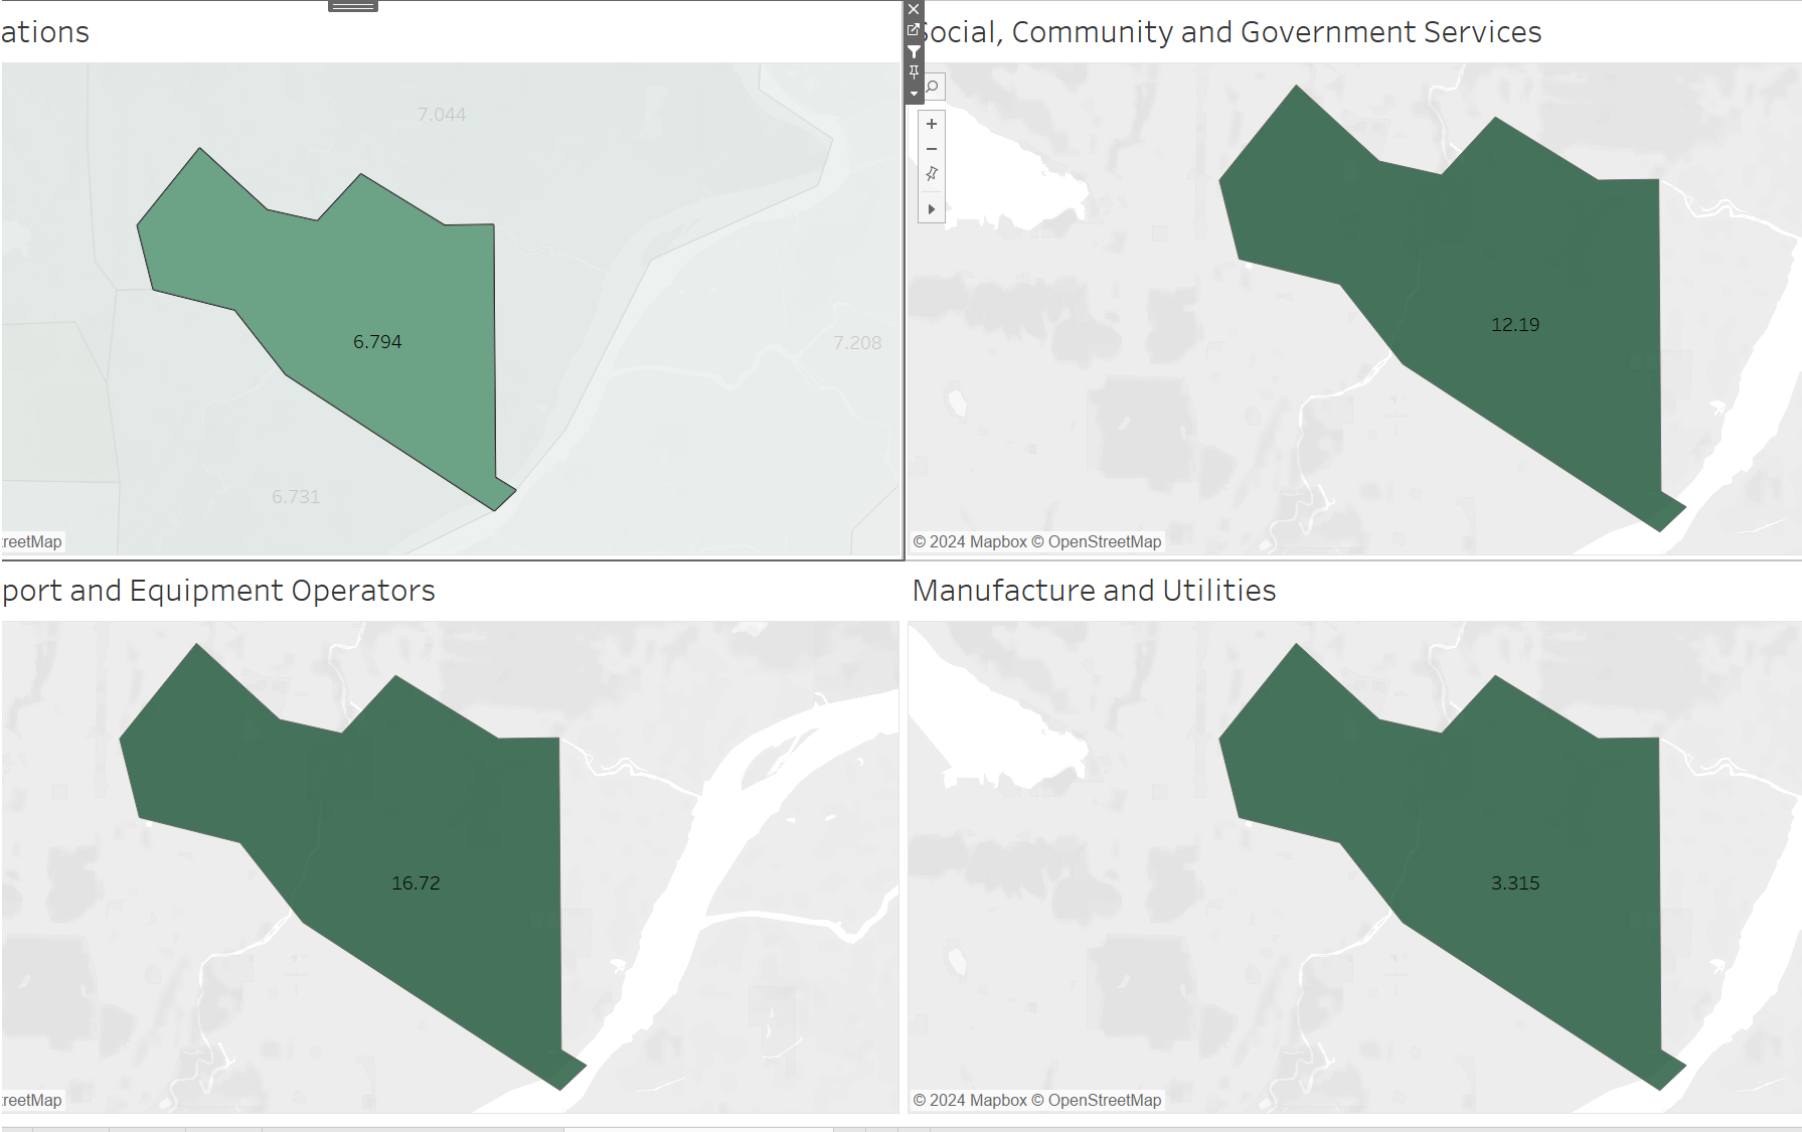 ations
7.044
6.794
7.208
6.731
reetMap
Social, Community and Government Services
12.19
© 2024 Mapbox © OpenStreetMap
port and Equipment Operators
16.72
reetMap
Manufacture and Utilities
3.315
© 2024 Mapbox © OpenStreetMap